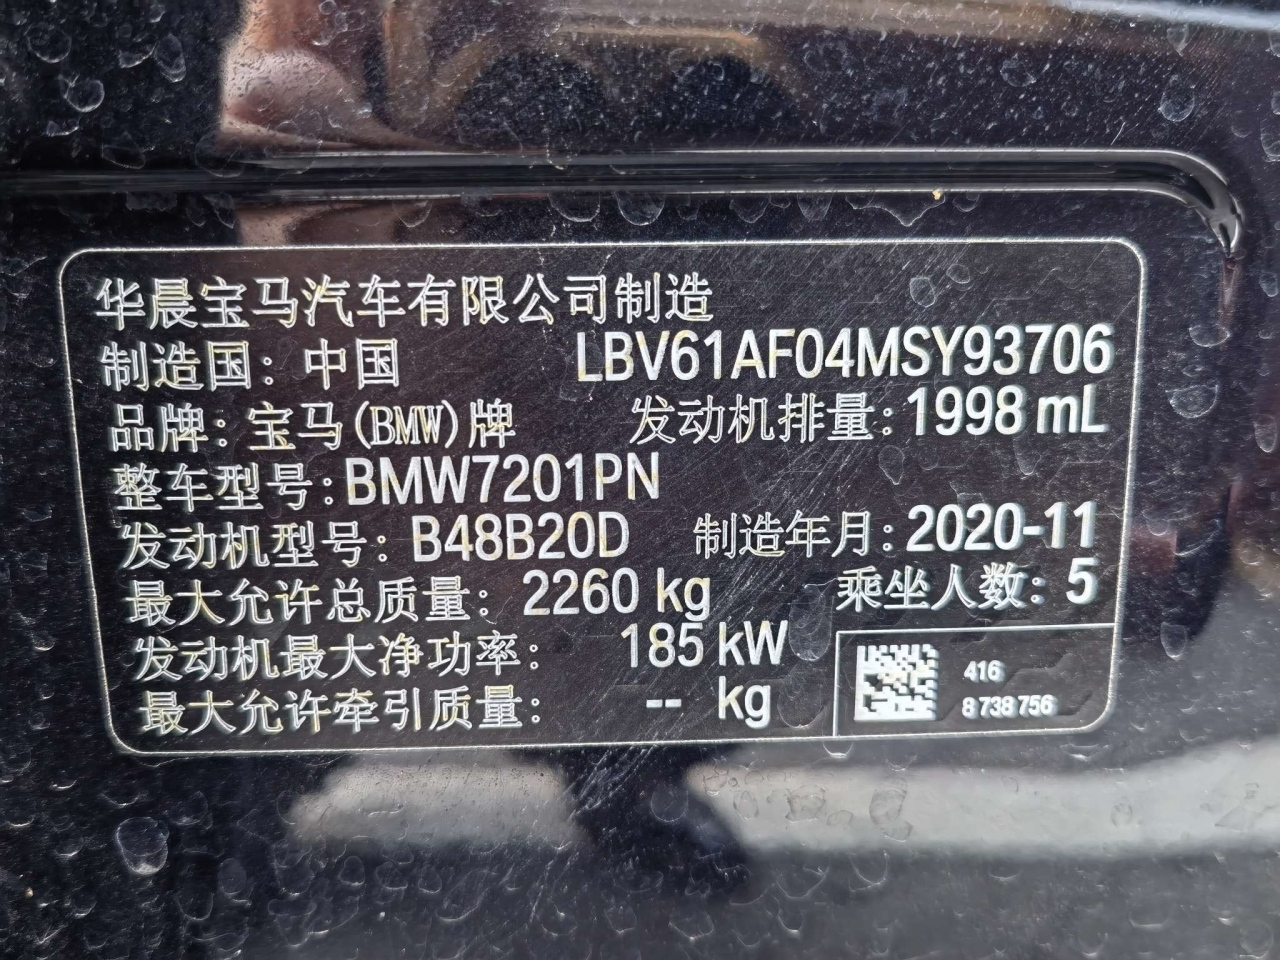 华晨宝马汽车有限公司制造
制造国：中国 LBV61AF04MSY93706
品牌：宝马(BMW)牌 发动机排量：1998 mL
整车型号：BMW7201PN
发动机型号：B48B20D 制造年月：2020-11
最大允许总质量：2260 kg 乘坐人数：5
发动机最大净功率：185 kW
最大允许牵引质量：-- kg
416
8 738 756